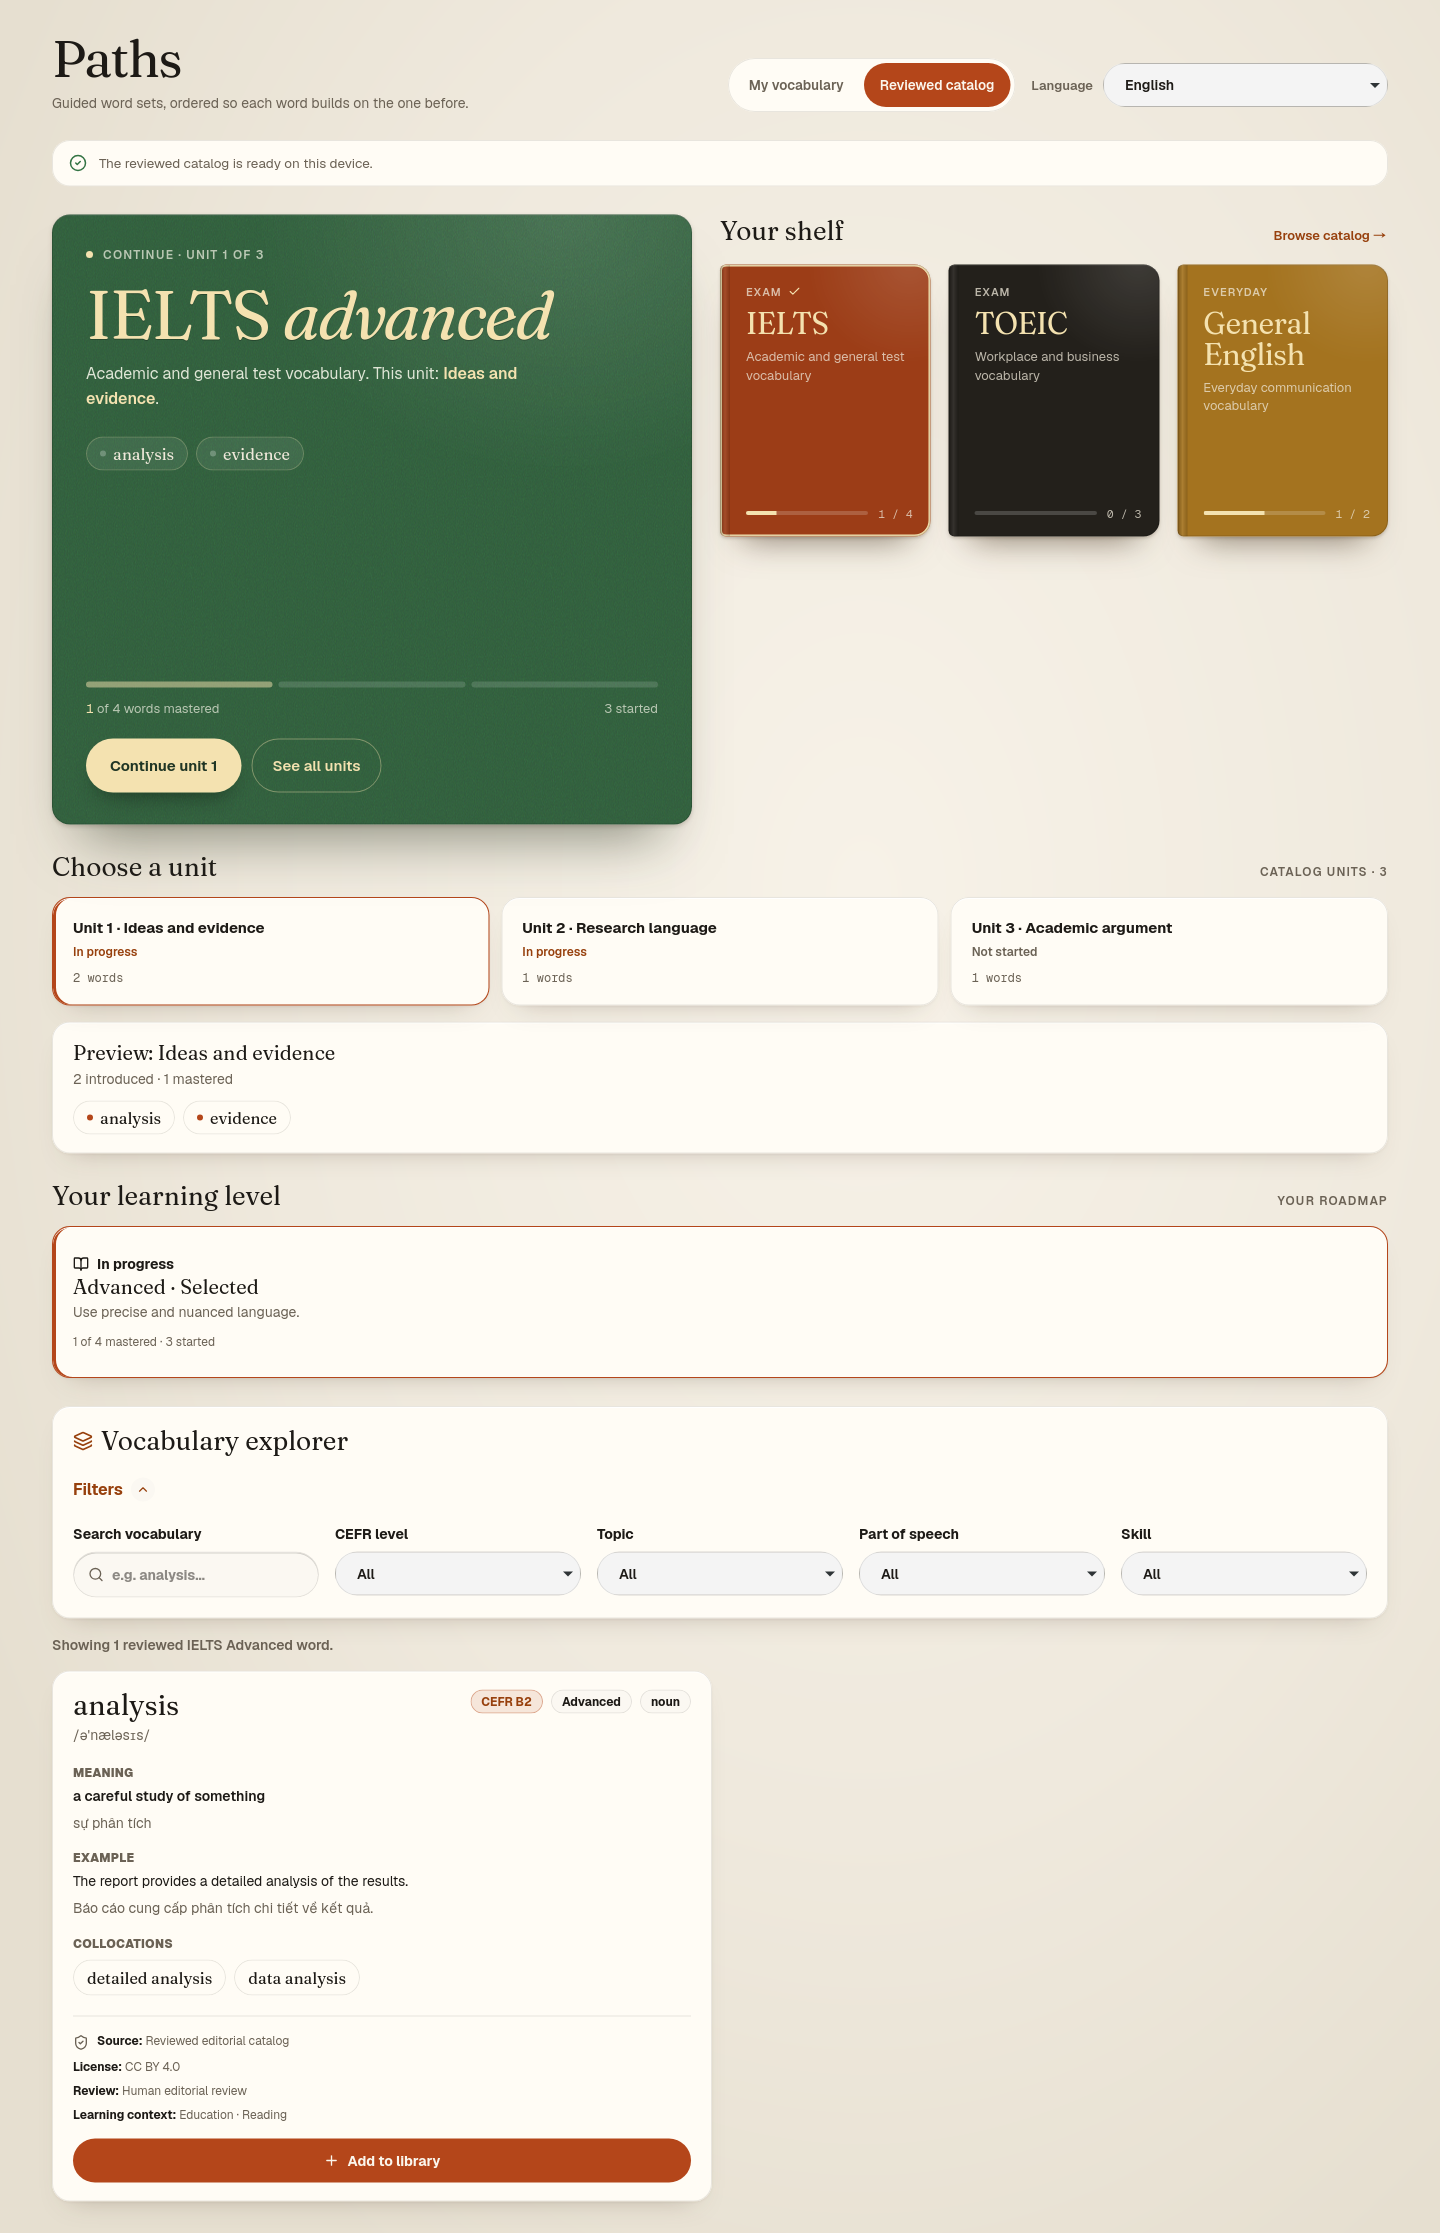 Paths
Guided word sets, ordered so each word builds on the one before.
My vocabulary
Reviewed catalog
Language
English
The reviewed catalog is ready on this device.
CONTINUE · UNIT 1 OF 3
IELTS advanced
Academic and general test vocabulary. This unit: Ideas and
evidence.
analysis
evidence
1 of 4 words mastered
3 started
Continue unit 1
See all units
Your shelf
Browse catalog →
EXAM
IELTS
Academic and general test
vocabulary
1 / 4
EXAM
TOEIC
Workplace and business
vocabulary
0 / 3
EVERYDAY
General
English
Everyday communication
vocabulary
1 / 2
Choose a unit
CATALOG UNITS · 3
Unit 1 · Ideas and evidence
In progress
2 words
Unit 2 · Research language
In progress
1 words
Unit 3 · Academic argument
Not started
1 words
Preview: Ideas and evidence
2 introduced · 1 mastered
analysis
evidence
Your learning level
YOUR ROADMAP
In progress
Advanced · Selected
Use precise and nuanced language.
1 of 4 mastered · 3 started
Vocabulary explorer
Filters
Search vocabulary
e.g. analysis...
CEFR level
All
Topic
All
Part of speech
All
Skill
All
Showing 1 reviewed IELTS Advanced word.
analysis
CEFR B2
Advanced
noun
/əˈnæləsɪs/
MEANING
a careful study of something
sự phân tích
EXAMPLE
The report provides a detailed analysis of the results.
Báo cáo cung cấp phân tích chi tiết về kết quả.
COLLOCATIONS
detailed analysis
data analysis
Source: Reviewed editorial catalog
License: CC BY 4.0
Review: Human editorial review
Learning context: Education · Reading
+ Add to library